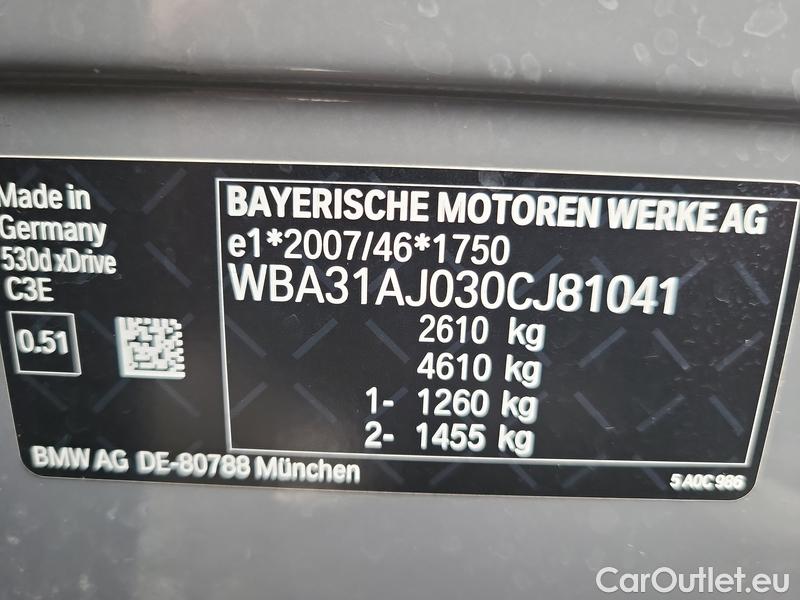 Made in
Germany
530d xDrive
C3E
0.51
BAYERISCHE MOTOREN WERKE AG
e1*2007/46*1750
WBA31AJ030CJ81041
2610 kg
4610 kg
1- 1260 kg
2- 1455 kg
BMW AG DE-80788 München
5 A0C 986
CarOutlet.eu